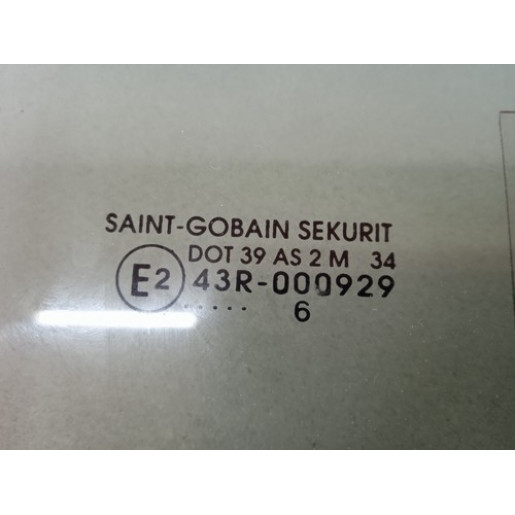 SAINT-GOBAIN SEKURIT
DOT 39 AS 2 M 34
E2 43R-000929
..... 6